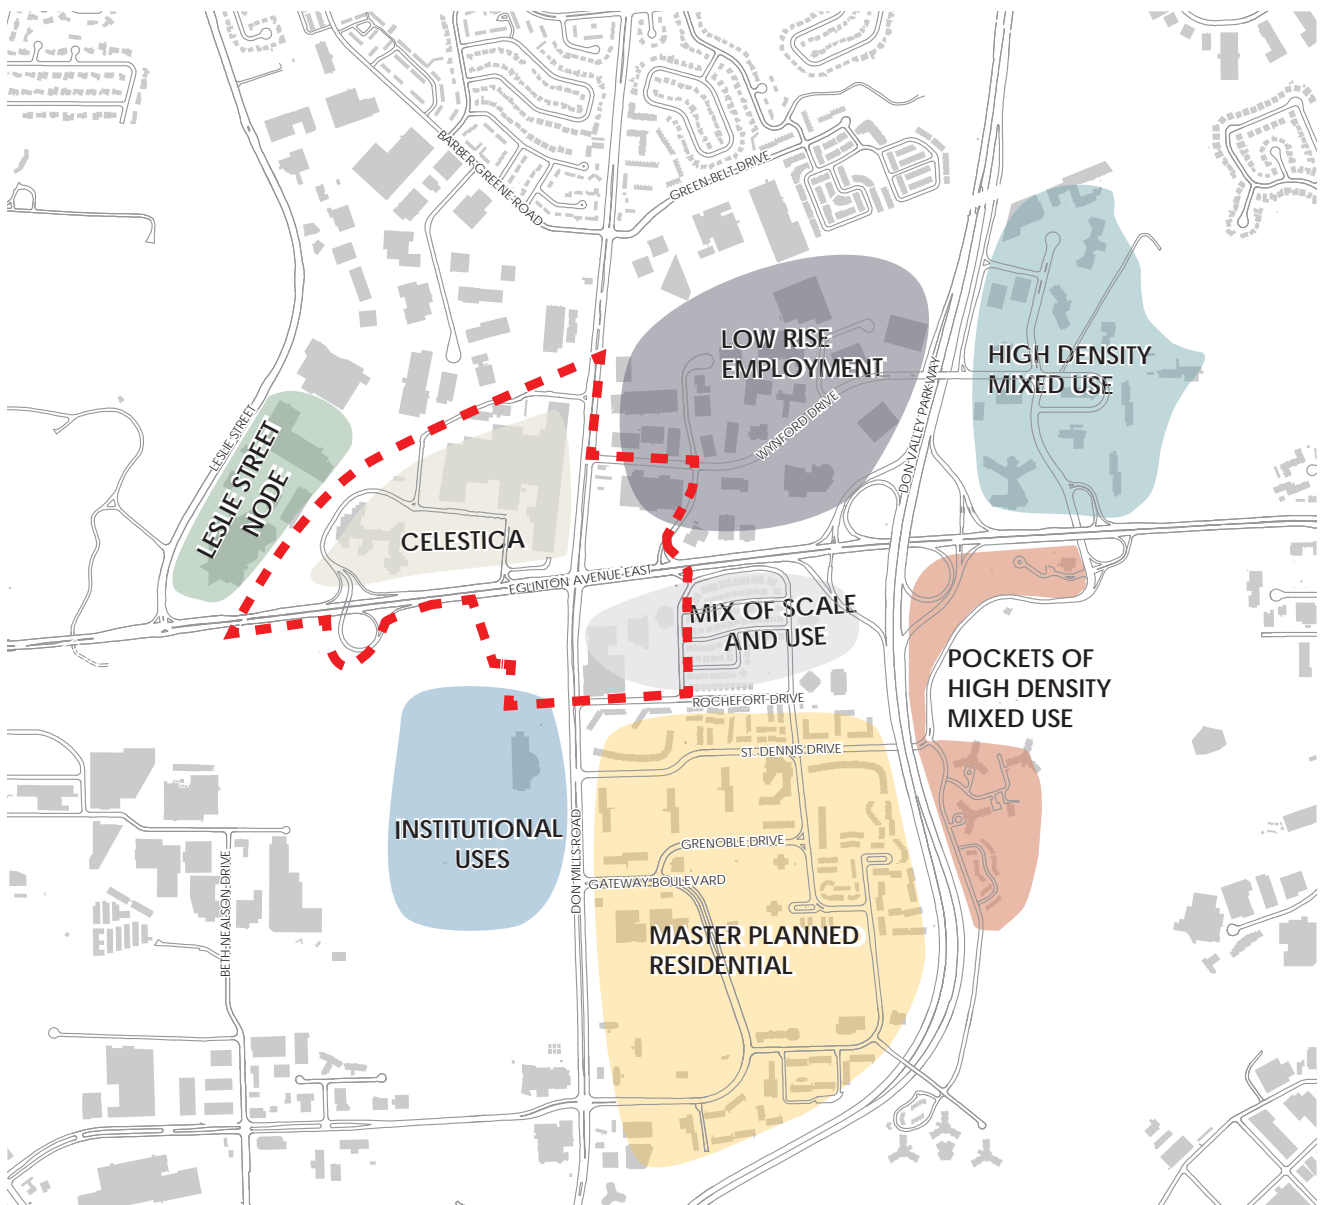 BARBER GREENE ROAD
GREEN BELT DRIVE
LOW RISE
EMPLOYMENT
HIGH DENSITY
MIXED USE
DON VALLEY PARKWAY
WYNFORD DRIVE
LESLIE STREET
LESLIE STREET
NODE
CELESTICA
EGLINTON AVENUE EAST
MIX OF SCALE
AND USE
POCKETS OF
HIGH DENSITY
MIXED USE
ROCHEFORT DRIVE
ST. DENNIS DRIVE
INSTITUTIONAL
USES
DON MILLS ROAD
GRENOBLE DRIVE
GATEWAY BOULEVARD
BETH NEALSON DRIVE
MASTER PLANNED
RESIDENTIAL